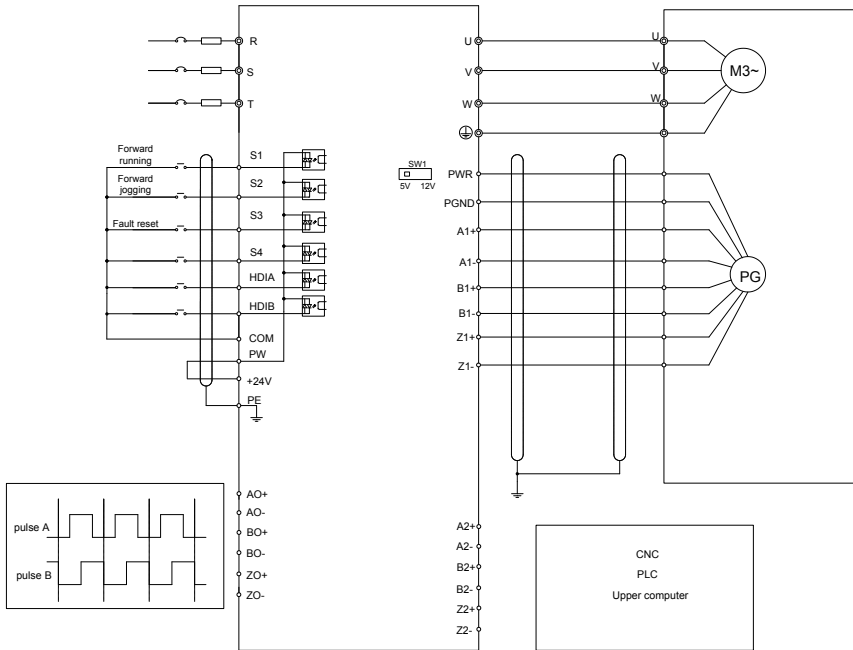 R
S
T
Forward
running
Forward
jogging
Fault reset
S1
S2
S3
S4
HDIA
HDIB
COM
PW
+24V
PE
SW1
5V 12V
U
V
W
PWR
PGND
A1+
A1-
B1+
B1-
Z1+
Z1-
U
V
W
M3~
PG
pulse A
pulse B
AO+
AO-
BO+
BO-
ZO+
ZO-
A2+
A2-
B2+
B2-
Z2+
Z2-
CNC
PLC
Upper computer